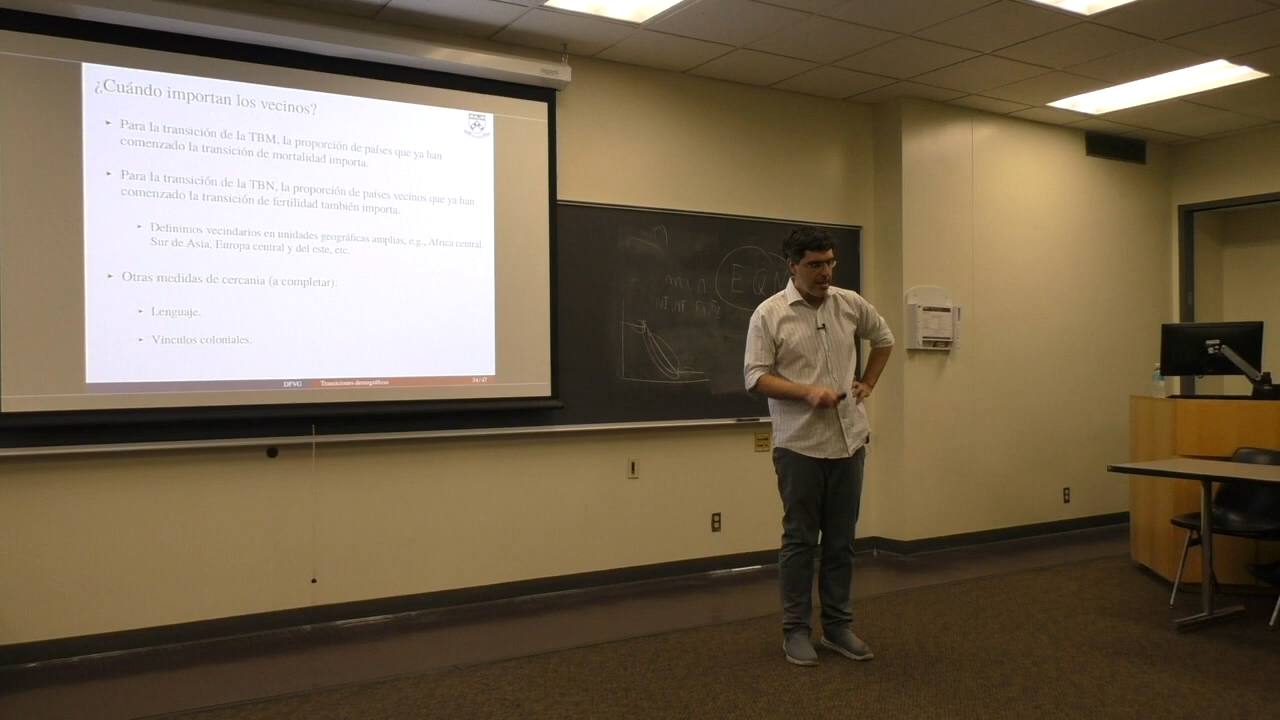 ¿Cuándo importan los vecinos?
Para la transición de la TBM, la proporción de países que ya han
comenzado la transición de mortalidad importa.
Para la transición de la TBN, la proporción de países vecinos que ya han
comenzado la transición de fertilidad también importa.
Definimos vecindarios en unidades geográficas amplias, e.g., África central,
Sur de Asia, Europa central y del este, etc.
Otras medidas de cercanía (a completar):
Lenguaje.
Vínculos coloniales.
DFVG Transiciones demográficas 34/47
min EQ